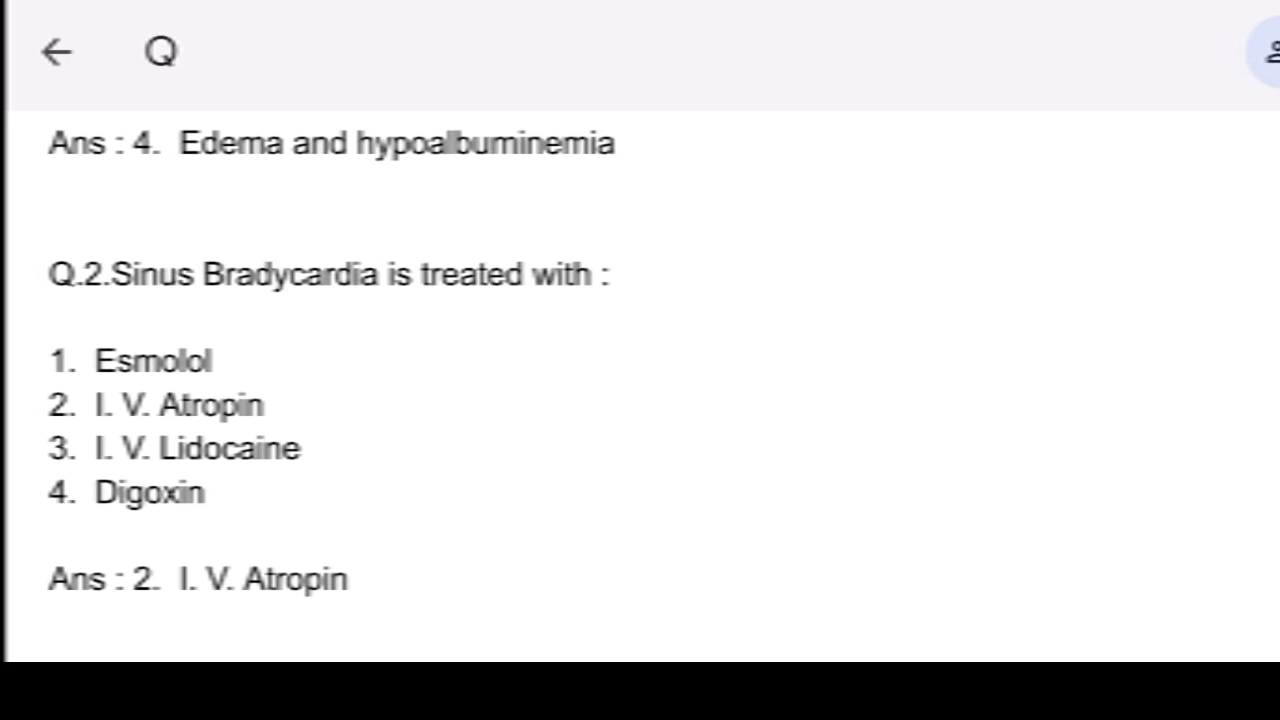 Q
Ans : 4. Edema and hypoalbuminemia
Q.2.Sinus Bradycardia is treated with :
1. Esmolol
2. I. V. Atropin
3. I. V. Lidocaine
4. Digoxin
Ans : 2. I. V. Atropin